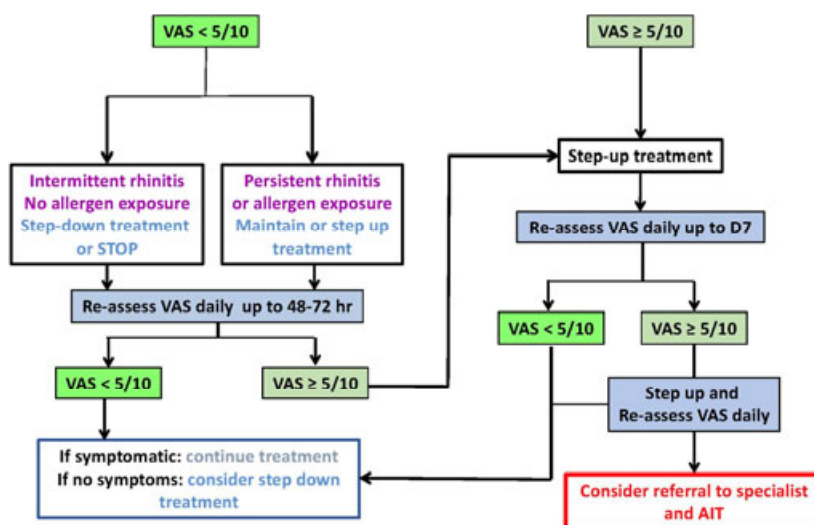 VAS < 5/10
VAS ≥ 5/10
Intermittent rhinitis
No allergen exposure
Step-down treatment
or STOP
Persistent rhinitis
or allergen exposure
Maintain or step up
treatment
Step-up treatment
Re-assess VAS daily up to D7
Re-assess VAS daily up to 48-72 hr
VAS < 5/10
VAS ≥ 5/10
VAS < 5/10
VAS ≥ 5/10
Step up and
Re-assess VAS daily
If symptomatic: continue treatment
If no symptoms: consider step down
treatment
Consider referral to specialist
and AIT